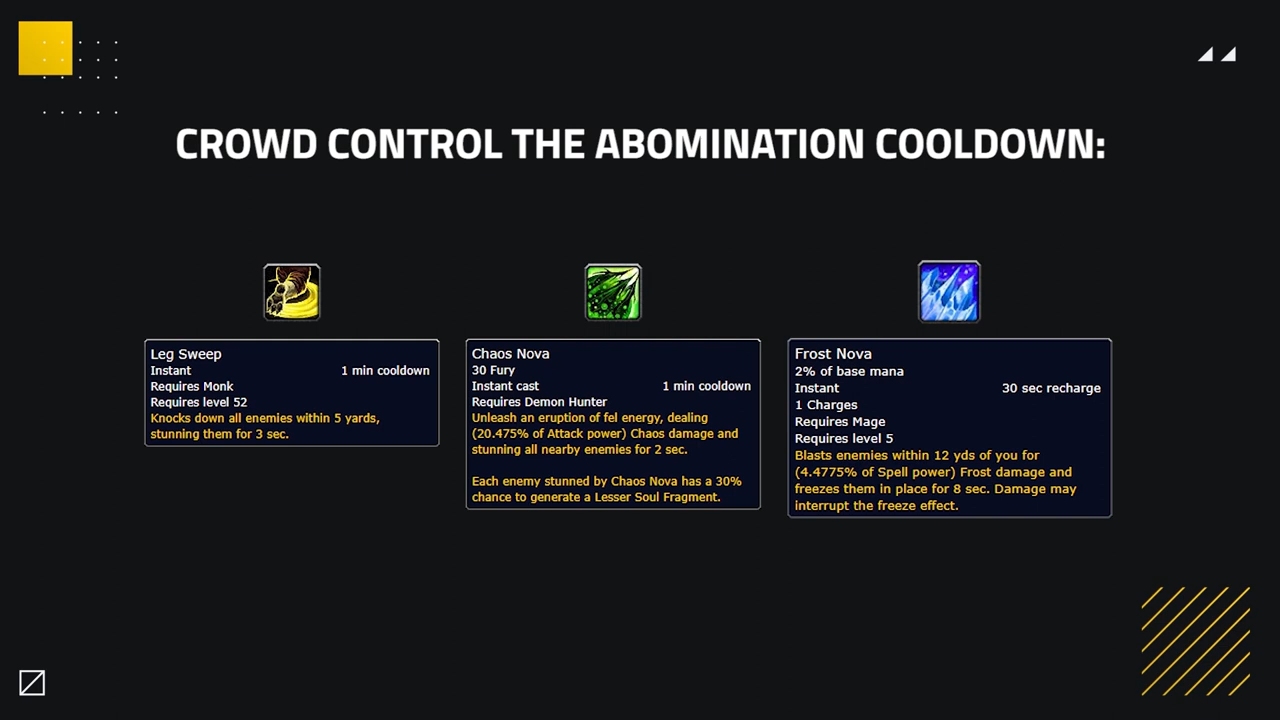 CROWD CONTROL THE ABOMINATION COOLDOWN:
Leg Sweep
Instant 1 min cooldown
Requires Monk
Requires level 52
Knocks down all enemies within 5 yards,
stunning them for 3 sec.
Chaos Nova
30 Fury
Instant cast 1 min cooldown
Requires Demon Hunter
Unleash an eruption of fel energy, dealing
(20.475% of Attack power) Chaos damage and
stunning all nearby enemies for 2 sec.
Each enemy stunned by Chaos Nova has a 30%
chance to generate a Lesser Soul Fragment.
Frost Nova
2% of base mana
Instant 30 sec recharge
1 Charges
Requires Mage
Requires level 5
Blasts enemies within 12 yds of you for
(4.4775% of Spell power) Frost damage and
freezes them in place for 8 sec. Damage may
interrupt the freeze effect.